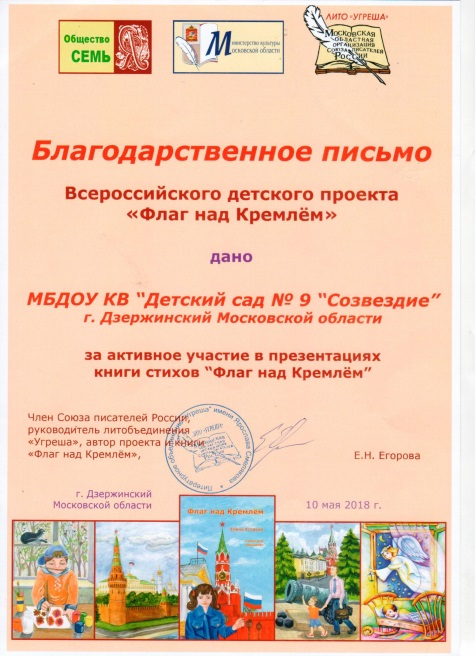 Общество
СЕМЬ Я
Министерство культуры
Московской области
ЛИТО «УГРЕША»
Московская
областная
организация
Союза писателей
России
Благодарственное письмо
Всероссийского детского проекта
«Флаг над Кремлём»
дано
МБДОУ КВ “Детский сад № 9 “Созвездие”
г. Дзержинский Московской области
за активное участие в презентациях
книги стихов “Флаг над Кремлём”
Член Союза писателей России,
руководитель литобъединения
«Угреша», автор проекта и книги
«Флаг над Кремлём»,
Е.Н. Егорова
г. Дзержинский
Московской области
10 мая 2018 г.
Флаг над Кремлём